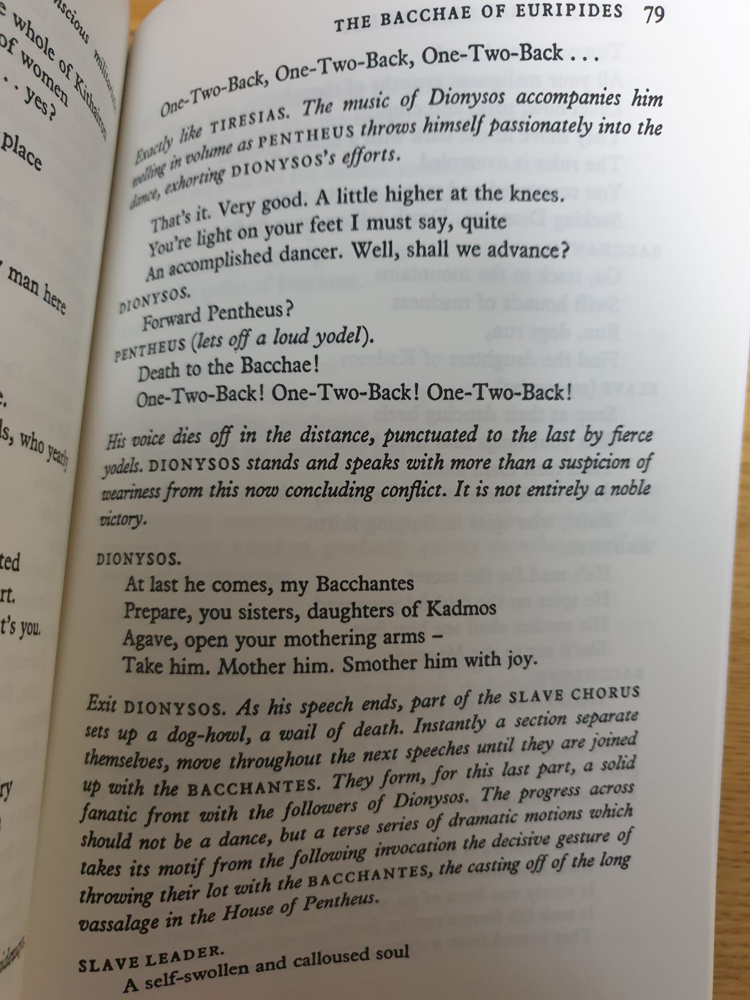 nscious militarism.
e whole of Kithairon
of women
. . yes?
place
man here
e.
ls, who yearly
ted
rt.
t's you.
ry
THE BACCHAE OF EURIPIDES 79
One-Two-Back, One-Two-Back, One-Two-Back . . .
Exactly like TIRESIAS. The music of Dionysos accompanies him
welling in volume as PENTHEUS throws himself passionately into the
dance, exhorting DIONYSOS's efforts.
That's it. Very good. A little higher at the knees.
You're light on your feet I must say, quite
An accomplished dancer. Well, shall we advance?
DIONYSOS.
Forward Pentheus?
PENTHEUS (lets off a loud yodel).
Death to the Bacchae!
One-Two-Back! One-Two-Back! One-Two-Back!
His voice dies off in the distance, punctuated to the last by fierce
yodels. DIONYSOS stands and speaks with more than a suspicion of
weariness from this now concluding conflict. It is not entirely a noble
victory.
DIONYSOS.
At last he comes, my Bacchantes
Prepare, you sisters, daughters of Kadmos
Agave, open your mothering arms –
Take him. Mother him. Smother him with joy.
Exit DIONYSOS. As his speech ends, part of the SLAVE CHORUS
sets up a dog-howl, a wail of death. Instantly a section separate
themselves, move throughout the next speeches until they are joined
up with the BACCHANTES. They form, for this last part, a solid
fanatic front with the followers of Dionysos. The progress across
should not be a dance, but a terse series of dramatic motions which
takes its motif from the following invocation the decisive gesture of
throwing their lot with the BACCHANTES, the casting off of the long
vassalage in the House of Pentheus.
SLAVE LEADER.
A self-swollen and calloused soul